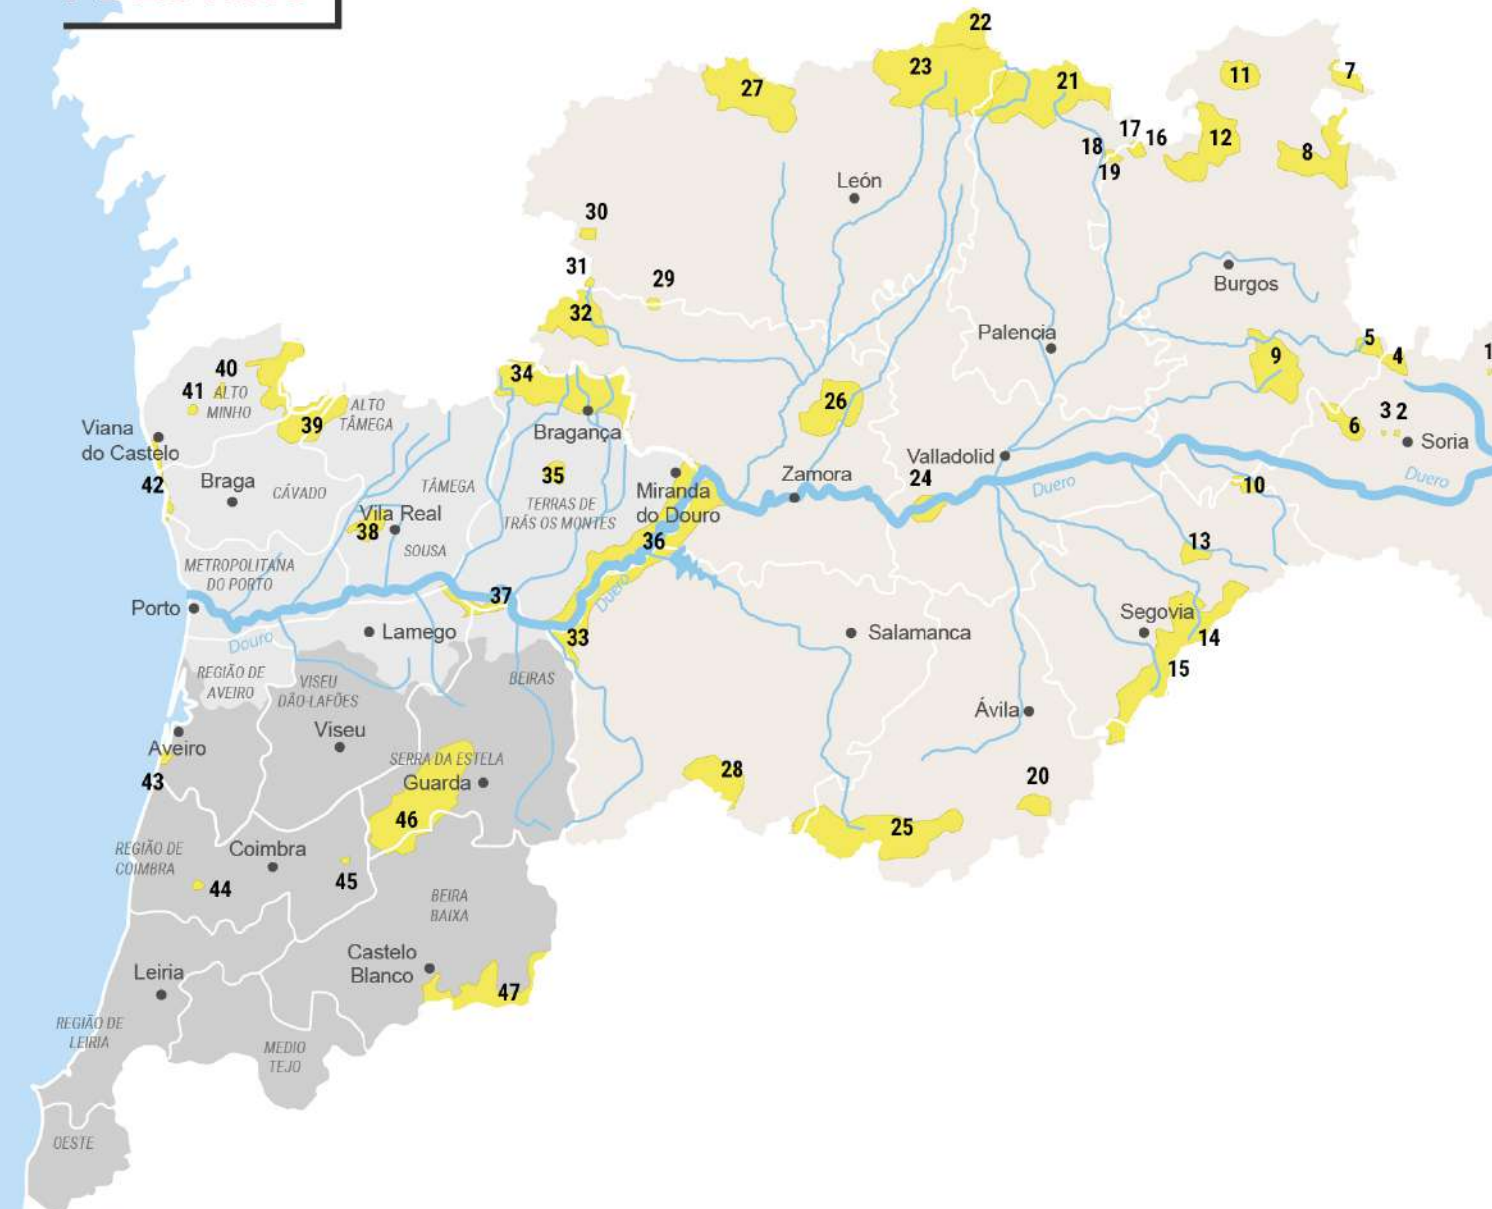 22
23
27
21
11
7
17
16
12
18
8
19
León
30
31
29
Burgos
32
Palencia
5
4
9
1
40
41
ALTO
MINHO
34
26
3
2
6
39
ALTO
TÂMEGA
Viana
do Castelo
Bragança
Soria
Valladolid
42
Braga
CÁVADO
TÂMEGA
35
Miranda
do Douro
Zamora
24
Duero
Duero
10
TERRAS DE
TRÁS OS MONTES
Vila Real
38
SOUSA
36
13
METROPOLITANA
DO PORTO
37
Duero
Porto
Lamego
33
Salamanca
Segovia
14
Douro
REGIÃO DE
AVEIRO
VISEU
DÃO-LAFÕES
BEIRAS
15
Ávila
Aveiro
Viseu
SERRA DA ESTELA
Guarda
43
28
20
46
25
REGIÃO DE
COIMBRA
Coimbra
44
45
BEIRA
BAIXA
Castelo
Blanco
Leiria
47
REGIÃO DE
LEIRIA
MEDIO
TEJO
OESTE